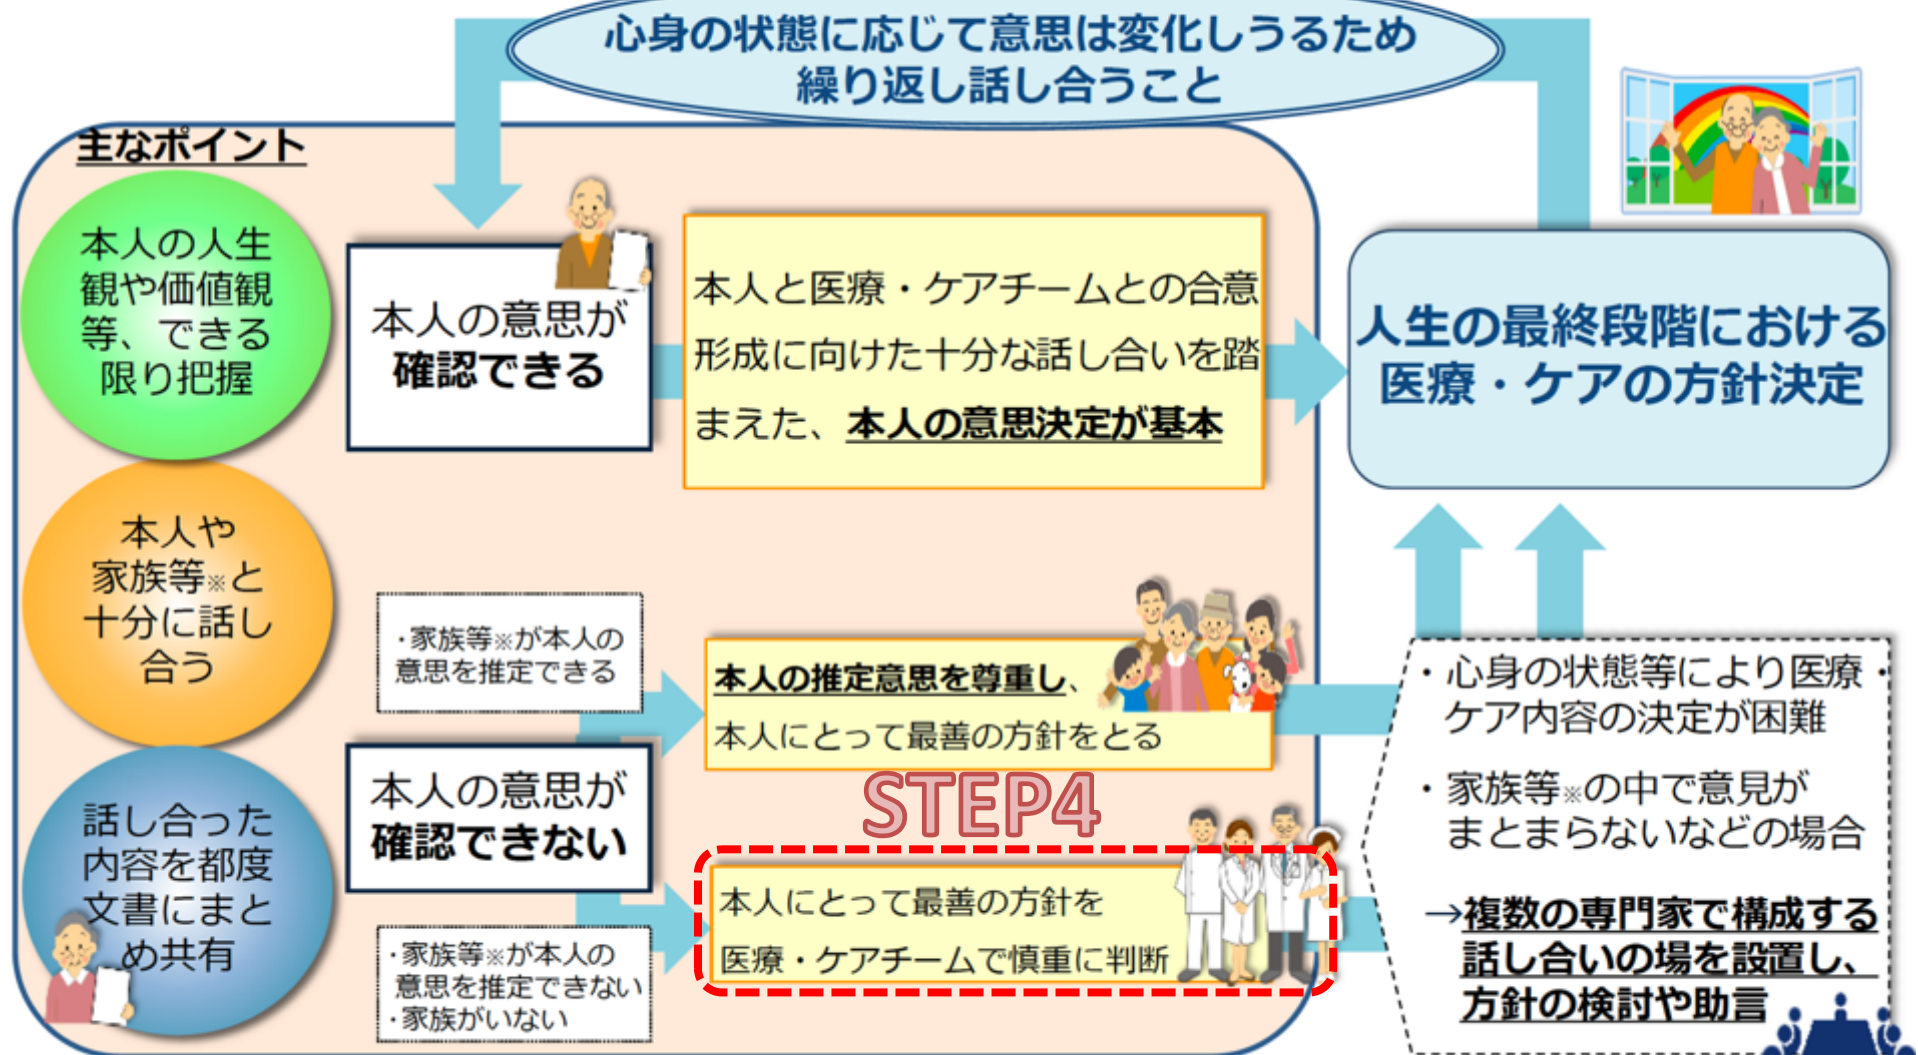 心身の状態に応じて意思は変化しうるため
繰り返し話し合うこと
主なポイント
本人の人生
観や価値観
等、できる
限り把握
本人や
家族等※と
十分に話し
合う
話し合った
内容を都度
文書にまと
め共有
本人の意思が
確認できる
本人と医療・ケアチームとの合意
形成に向けた十分な話し合いを踏
まえた、本人の意思決定が基本
人生の最終段階における
医療・ケアの方針決定
・家族等※が本人の
意思を推定できる
本人の推定意思を尊重し、
本人にとって最善の方針をとる
本人の意思が
確認できない
STEP4
本人にとって最善の方針を
医療・ケアチームで慎重に判断
・家族等※が本人の
意思を推定できない
・家族がいない
・心身の状態等により医療・
ケア内容の決定が困難
・家族等※の中で意見が
まとまらないなどの場合
→複数の専門家で構成する
話し合いの場を設置し、
方針の検討や助言